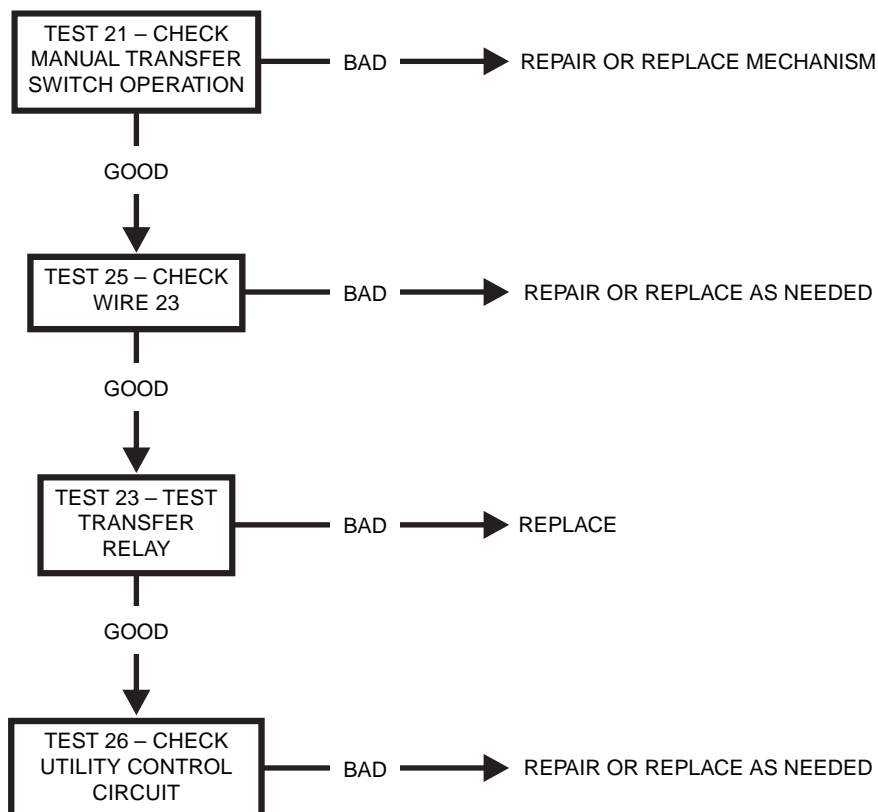 TEST 21 – CHECK
MANUAL TRANSFER
SWITCH OPERATION
BAD
REPAIR OR REPLACE MECHANISM
GOOD
TEST 25 – CHECK
WIRE 23
BAD
REPAIR OR REPLACE AS NEEDED
GOOD
TEST 23 – TEST
TRANSFER
RELAY
BAD
REPLACE
GOOD
TEST 26 – CHECK
UTILITY CONTROL
CIRCUIT
BAD
REPAIR OR REPLACE AS NEEDED